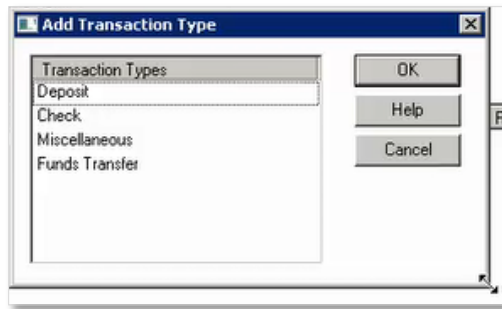 Add Transaction Type
Transaction Types
Deposit
Check
Miscellaneous
Funds Transfer
OK
Help
Cancel